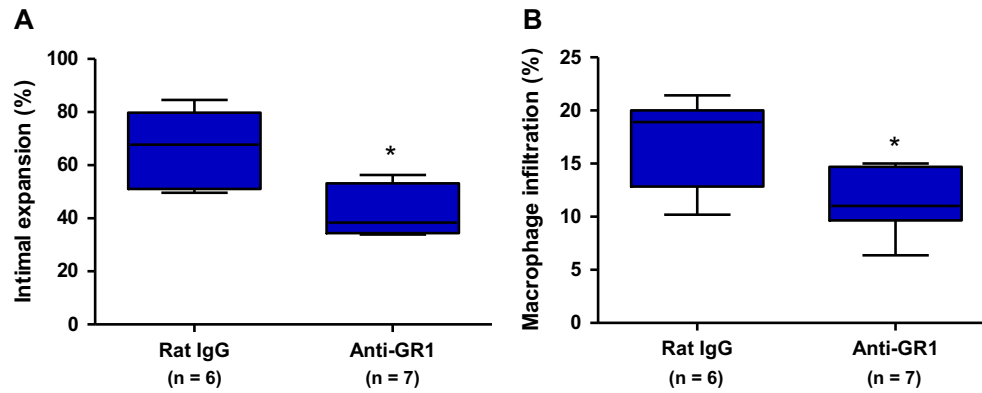 A
Intimal expansion (%)
100
80
60
40
20
0
*
Rat IgG
(n = 6)
Anti-GR1
(n = 7)
B
Macrophage infiltration (%)
25
20
15
10
5
0
*
Rat IgG
(n = 6)
Anti-GR1
(n = 7)